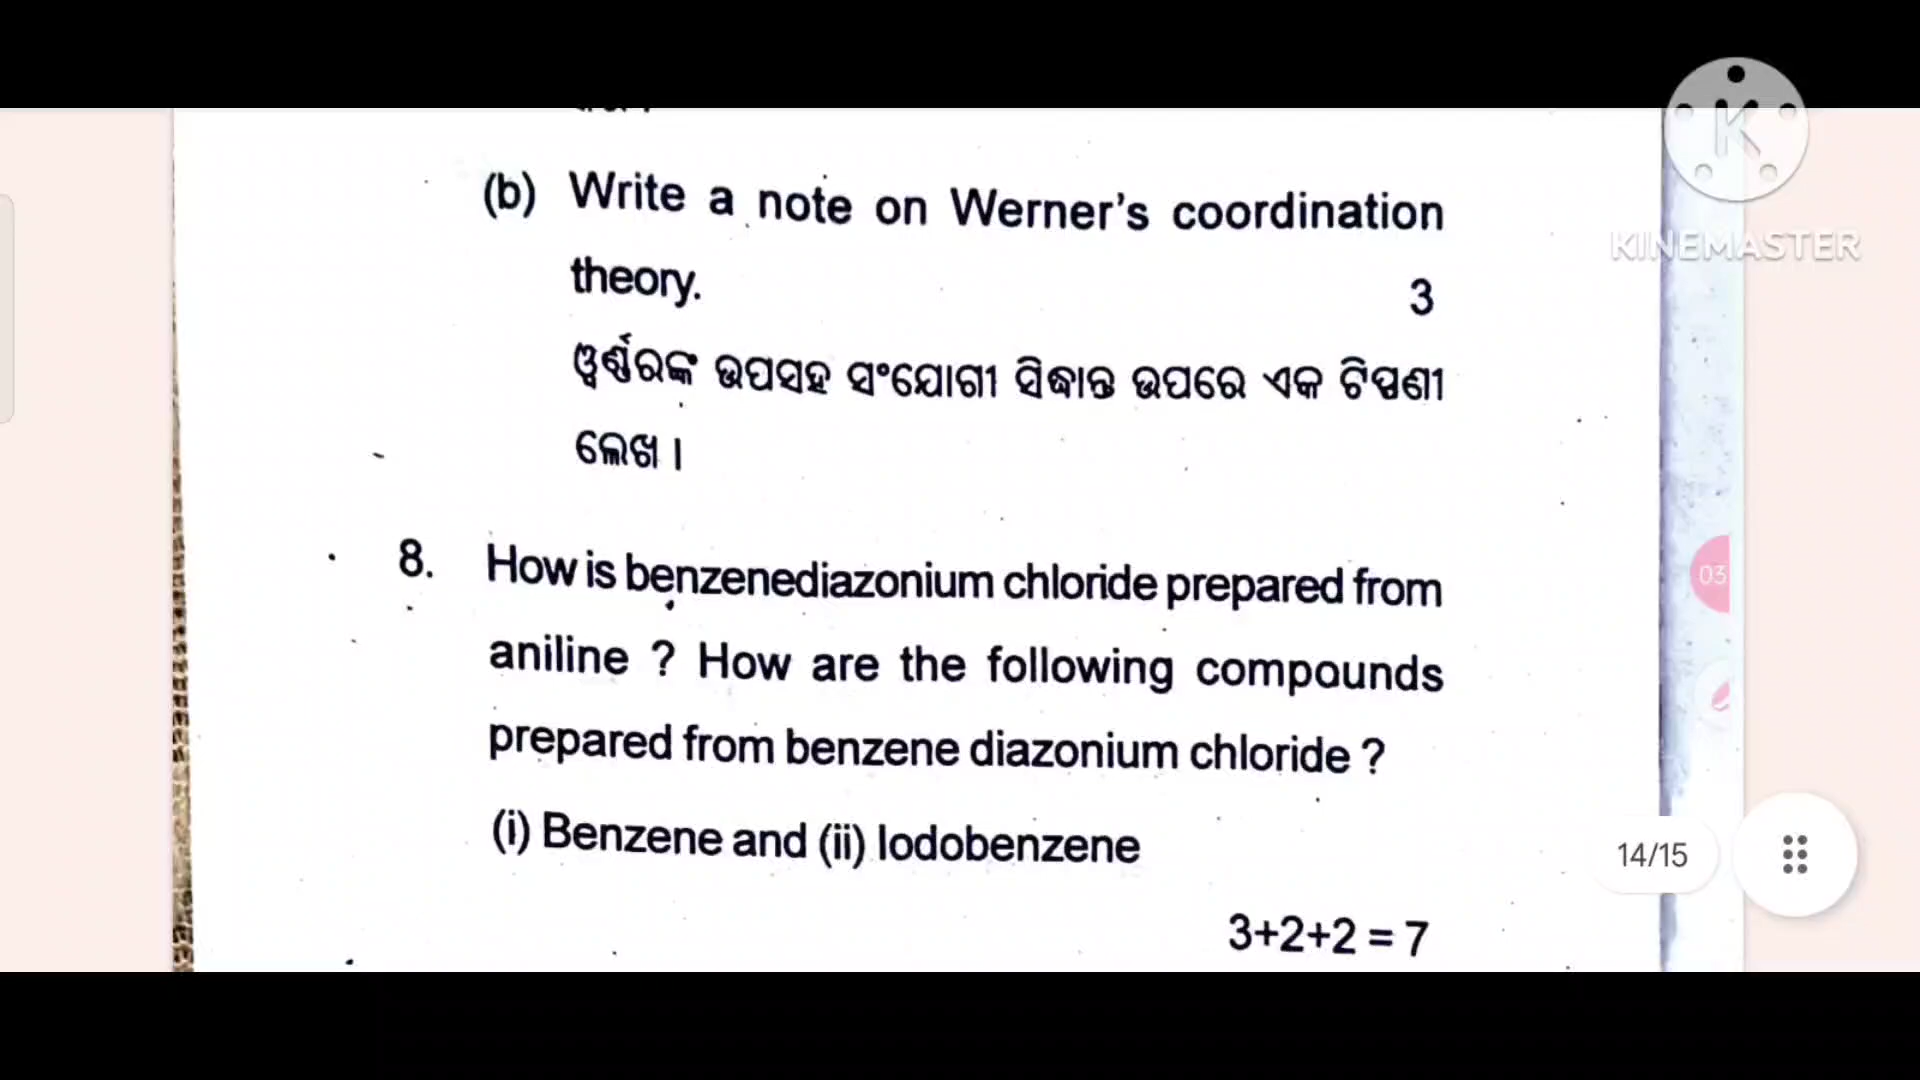 (b) Write a note on Werner's coordination
theory. 3
ୱର୍ଣ୍ଣରଙ୍କ ଉପସହ ସଂଯୋଗୀ ସିଦ୍ଧାନ୍ତ ଉପରେ ଏକ ଟିପ୍ପଣୀ
ଲେଖ ।
8. How is benzenediazonium chloride prepared from
aniline ? How are the following compounds
prepared from benzene diazonium chloride ?
(i) Benzene and (ii) Iodobenzene
3+2+2 = 7
KINEMASTER
03
14/15